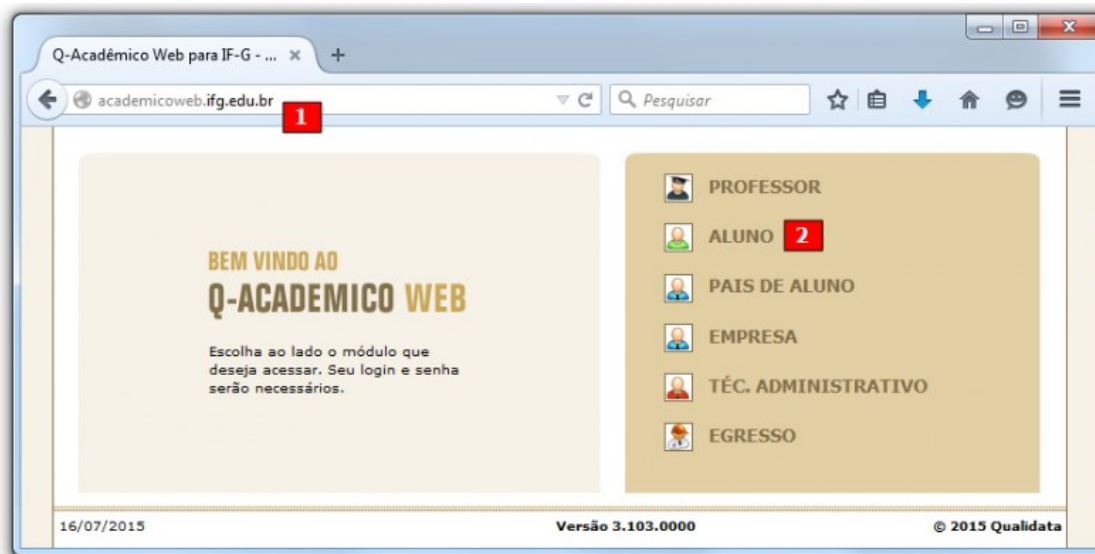 Q-Acadêmico Web para IF-G - ...
academicoweb.ifg.edu.br
Pesquisar
1
BEM VINDO AO
Q-ACADEMICO WEB
Escolha ao lado o módulo que
deseja acessar. Seu login e senha
serão necessários.
PROFESSOR
ALUNO 2
PAIS DE ALUNO
EMPRESA
TÉC. ADMINISTRATIVO
EGRESSO
16/07/2015
Versão 3.103.0000
© 2015 Qualidata